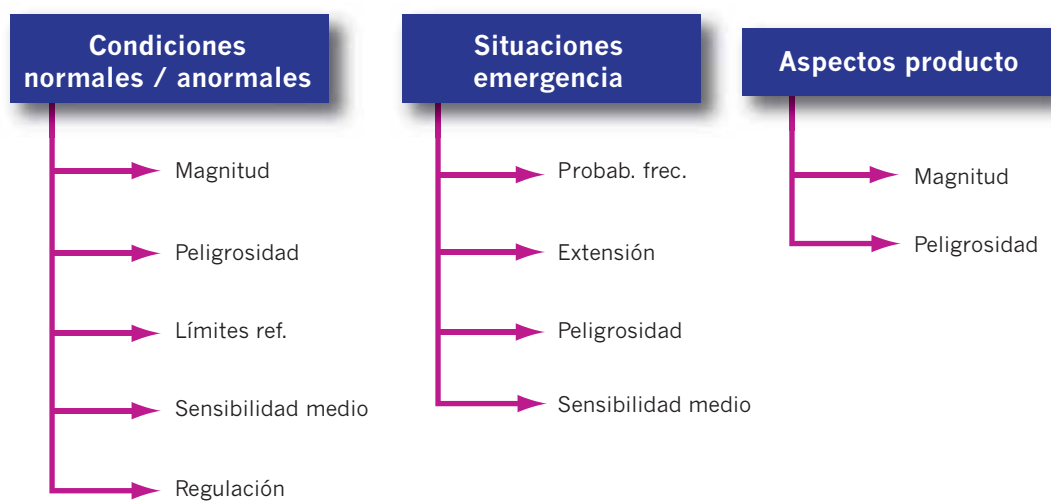 Condiciones
normales / anormales
Magnitud
Peligrosidad
Límites ref.
Sensibilidad medio
Regulación
Situaciones
emergencia
Probab. frec.
Extensión
Peligrosidad
Sensibilidad medio
Aspectos producto
Magnitud
Peligrosidad